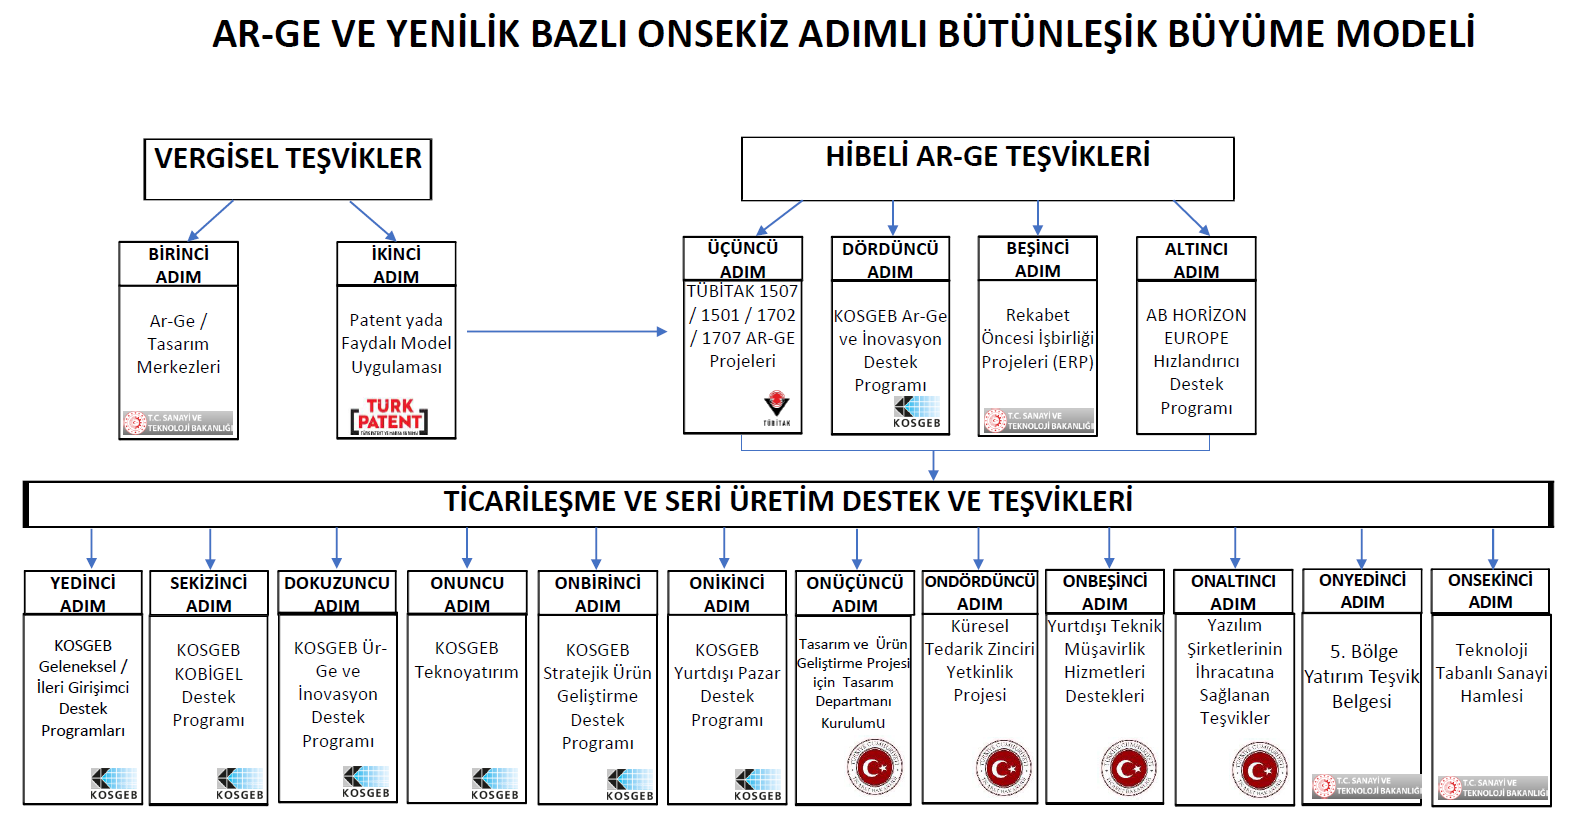 AR-GE VE YENİLİK BAZLI ONSEKİZ ADIMLI BÜTÜNLEŞİK BÜYÜME MODELİ
VERGİSEL TEŞVİKLER
HİBELİ AR-GE TEŞVİKLERİ
BİRİNCİ
ADIM
Ar-Ge /
Tasarım
Merkezleri
T.C. SANAYİ VE
TEKNOLOJİ BAKANLIĞI
İKİNCİ
ADIM
Patent yada
Faydalı Model
Uygulaması
TÜRK
PATENT
ÜÇÜNCÜ
ADIM
TÜBİTAK 1507
/ 1501 / 1702
/ 1707 AR-GE
Projeleri
TÜBİTAK
DÖRDÜNCÜ
ADIM
KOSGEB Ar-Ge
ve İnovasyon
Destek
Programı
KOSGEB
BEŞİNCİ
ADIM
Rekabet
Öncesi İşbirliği
Projeleri (ERP)
T.C. SANAYİ VE
TEKNOLOJİ BAKANLIĞI
ALTINCI
ADIM
AB HORİZON
EUROPE
Hızlandırıcı
Destek
Programı
TİCARİLEŞME VE SERİ ÜRETİM DESTEK VE TEŞVİKLERİ
YEDİNCİ
ADIM
KOSGEB
Geleneksel /
İleri Girişimci
Destek
Programları
KOSGEB
SEKİZİNCİ
ADIM
KOSGEB
KOBİGEL
Destek
Programı
KOSGEB
DOKUZUNCU
ADIM
KOSGEB Ür-
Ge ve
İnovasyon
Destek
Programı
KOSGEB
ONUNCU
ADIM
KOSGEB
Teknoyatırım
KOSGEB
ONBİRİNCİ
ADIM
KOSGEB
Stratejik Ürün
Geliştirme
Destek
Programı
KOSGEB
ONİKİNCİ
ADIM
KOSGEB
Yurtdışı Pazar
Destek
Programı
KOSGEB
ONÜÇÜNCÜ
ADIM
Tasarım ve Ürün
Geliştirme Projesi
için Tasarım
Departmanı
Kurulumu
ONDÖRDÜNCÜ
ADIM
Küresel
Tedarik Zinciri
Yetkinlik
Projesi
ONBEŞİNCİ
ADIM
Yurtdışı Teknik
Müşavirlik
Hizmetleri
Destekleri
ONALTINCI
ADIM
Yazılım
Şirketlerinin
İhracatına
Sağlanan
Teşvikler
ONYEDİNCİ
ADIM
5. Bölge
Yatırım Teşvik
Belgesi
T.C. SANAYİ VE
TEKNOLOJİ BAKANLIĞI
ONSEKİNCİ
ADIM
Teknoloji
Tabanlı Sanayi
Hamlesi
T.C. SANAYİ VE
TEKNOLOJİ BAKANLIĞI